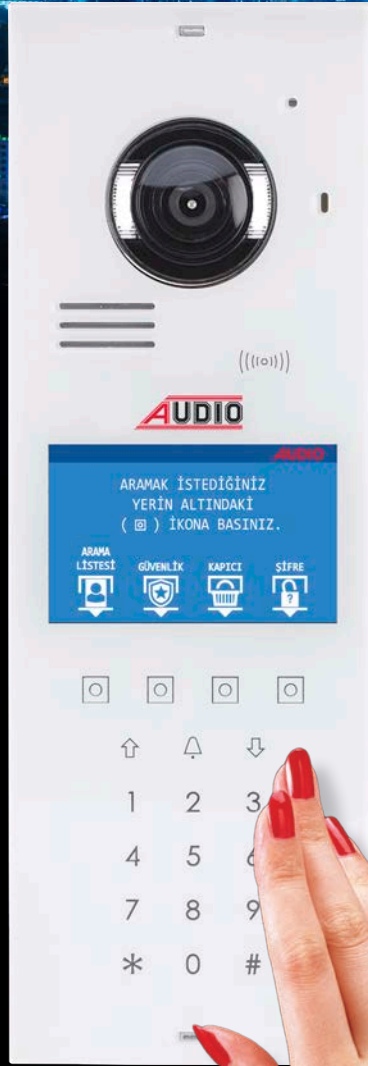 AUDIO
AUDIO
ARAMAK İSTEDİĞİNİZ
YERİN ALTINDAKİ
( ) İKONA BASINIZ.
ARAMA
LİSTESİ GÜVENLİK KAPICI ŞİFRE
?
1 2 3
4 5 6
7 8 9
* 0 #